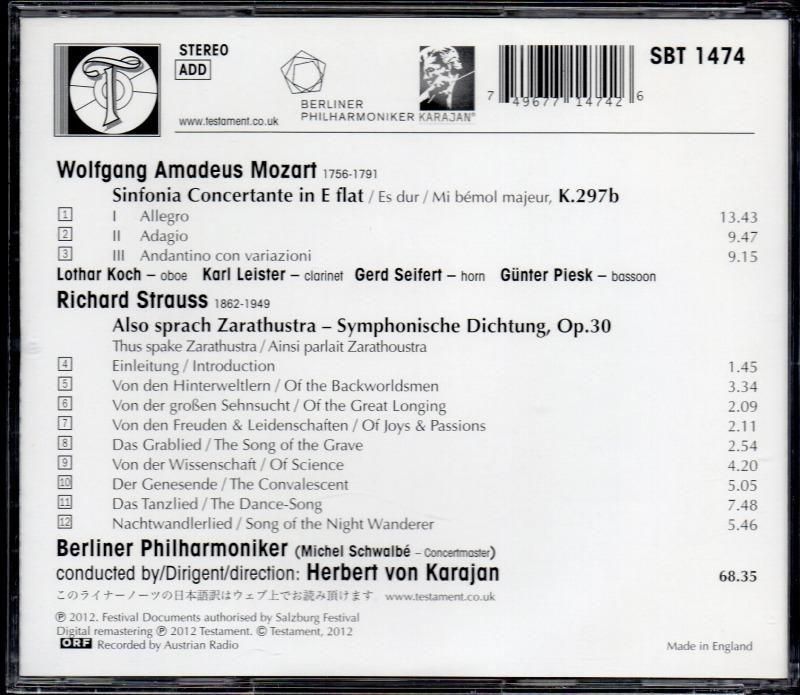 STEREO
ADD
www.testament.co.uk
BERLINER
PHILHARMONIKER
KARAJAN®
7 49677 14742 6
SBT 1474
Wolfgang Amadeus Mozart 1756-1791
Sinfonia Concertante in E flat / Es dur / Mi bémol majeur, K.297b
1 I Allegro 13.43
2 II Adagio 9.47
3 III Andantino con variazioni 9.15
Lothar Koch – oboe Karl Leister – clarinet Gerd Seifert – horn Günter Piesk – bassoon
Richard Strauss 1862-1949
Also sprach Zarathustra – Symphonische Dichtung, Op.30
Thus spake Zarathustra / Ainsi parlait Zarathoustra
4 Einleitung / Introduction 1.45
5 Von den Hinterweltlern / Of the Backworldsmen 3.34
6 Von der großen Sehnsucht / Of the Great Longing 2.09
7 Von den Freuden & Leidenschaften / Of Joys & Passions 2.11
8 Das Grablied / The Song of the Grave 2.54
9 Von der Wissenschaft / Of Science 4.20
10 Der Genesende / The Convalescent 5.05
11 Das Tanzlied / The Dance-Song 7.48
12 Nachtwandlerlied / Song of the Night Wanderer 5.46
Berliner Philharmoniker (Michel Schwalbé – Concertmaster)
conducted by/Dirigent/direction: Herbert von Karajan 68.35
このライナーノーツの日本語訳はウェブ上でお読み頂けます www.testament.co.uk
℗ 2012. Festival Documents authorised by Salzburg Festival
Digital remastering ℗ 2012 Testament. © Testament, 2012
ORF Recorded by Austrian Radio Made in England